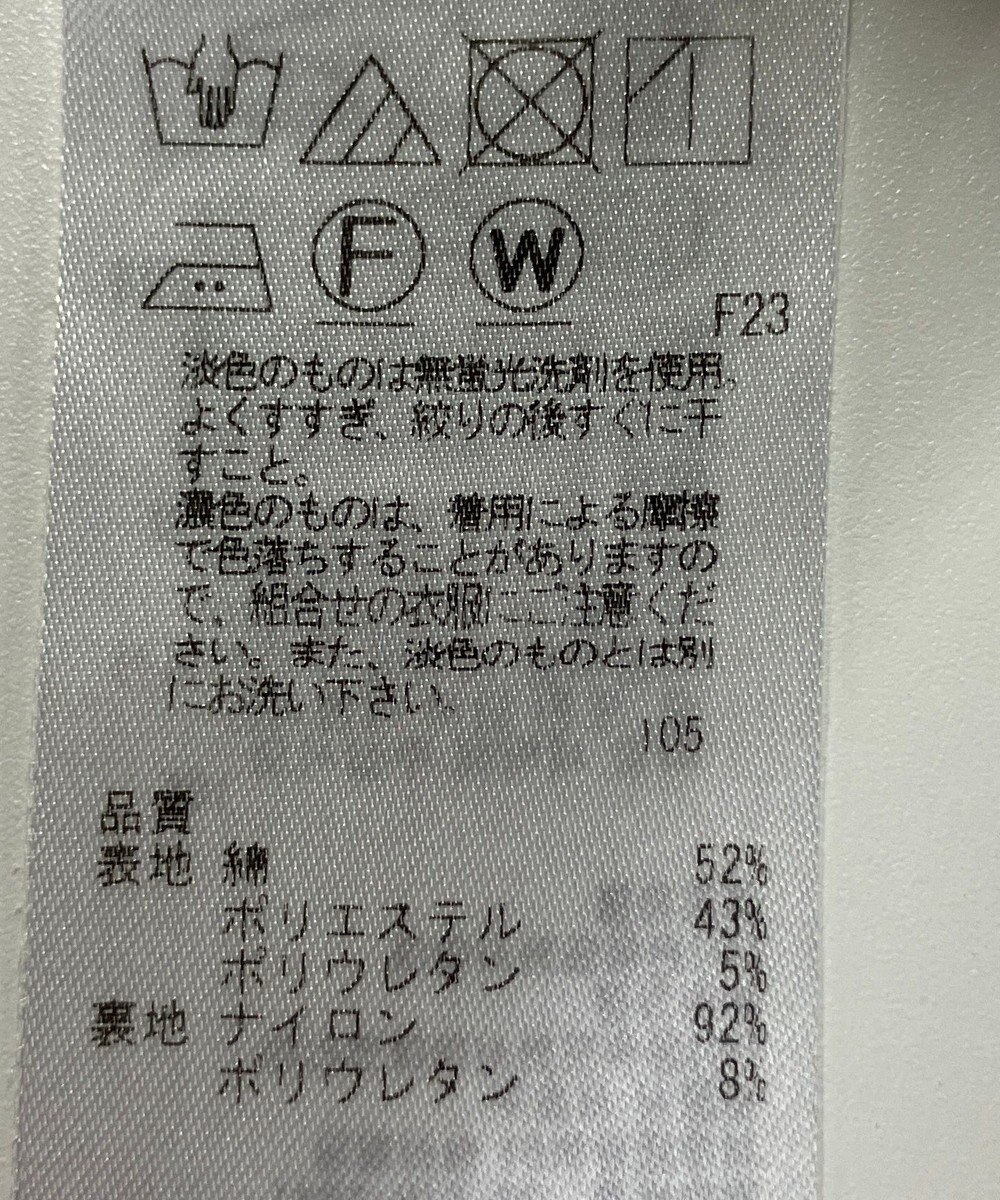 F W
F23
淡色のものは無蛍光洗剤を使用、
よくすすぎ、絞りの後すぐに干
すこと。
濃色のものは、着用による摩擦
で色落ちすることがありますの
で、組合せの衣服にご注意くだ
さい。また、淡色のものとは別
にお洗い下さい。
105
品質
表地 綿 52%
ポリエステル 43%
ポリウレタン 5%
裏地 ナイロン 92%
ポリウレタン 8%